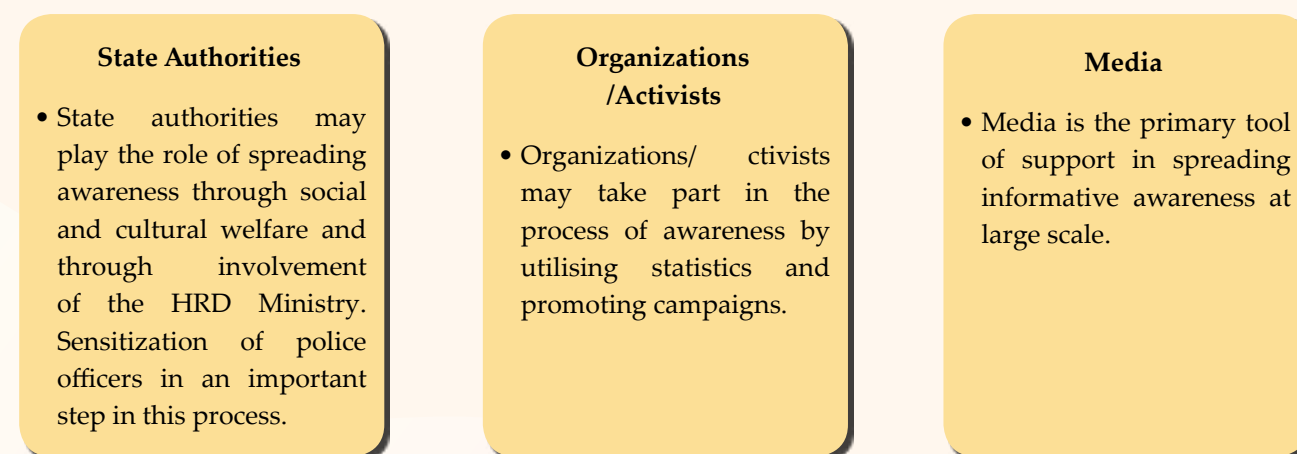 State Authorities
• State authorities may
play the role of spreading
awareness through social
and cultural welfare and
through involvement
of the HRD Ministry.
Sensitization of police
officers in an important
step in this process.
Organizations
/Activists
• Organizations/ ctivists
may take part in the
process of awareness by
utilising statistics and
promoting campaigns.
Media
• Media is the primary tool
of support in spreading
informative awareness at
large scale.